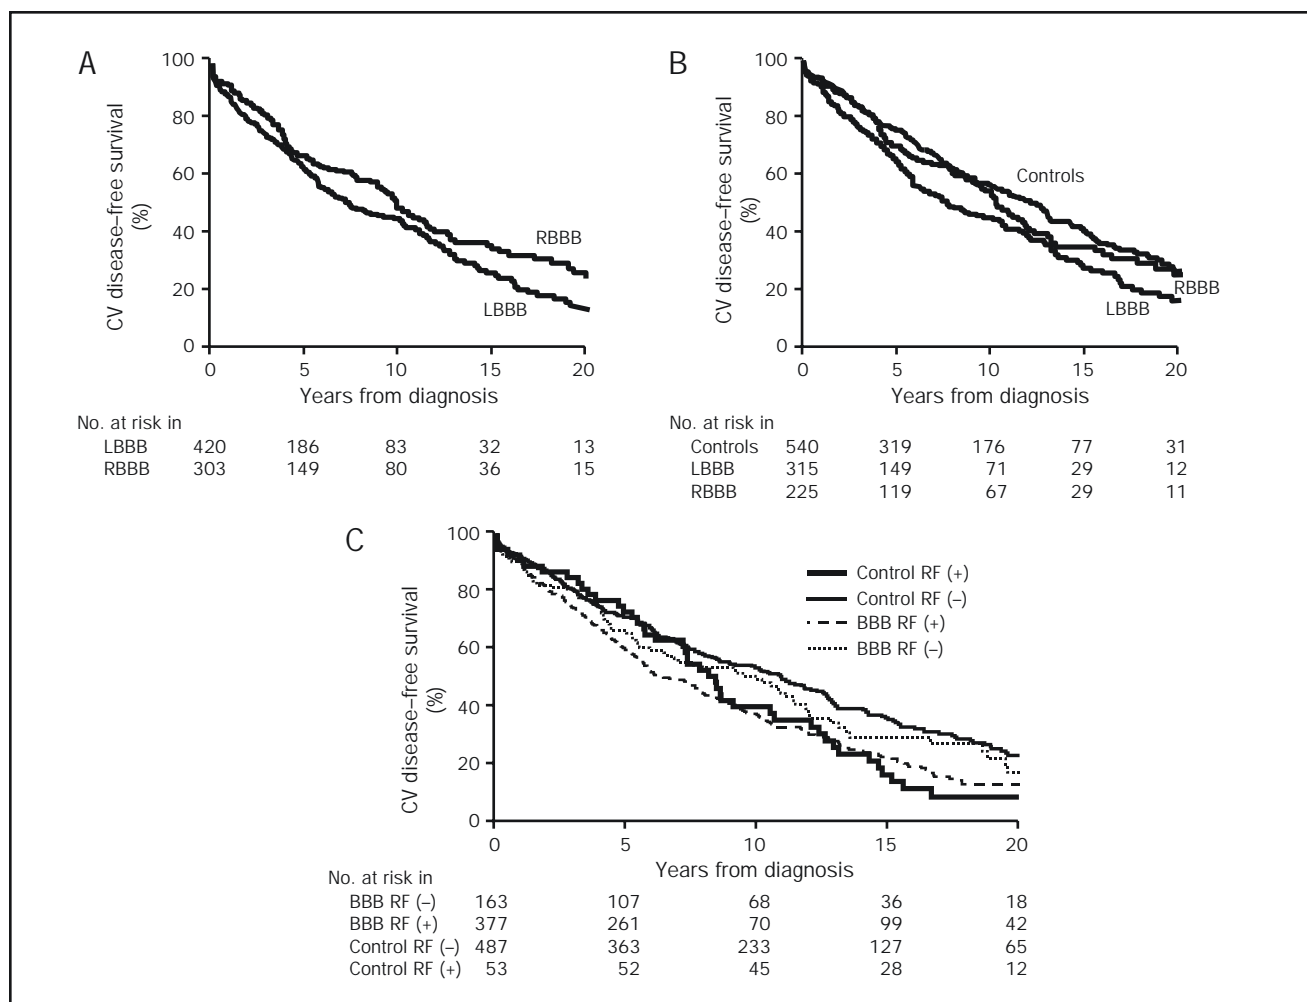 A
CV disease–free survival
(%)
100
80
60
40
20
0
RBBB
LBBB
0 5 10 15 20
Years from diagnosis
No. at risk in
LBBB 420 186 83 32 13
RBBB 303 149 80 36 15
B
CV disease–free survival
(%)
100
80
60
40
20
0
Controls
RBBB
LBBB
0 5 10 15 20
Years from diagnosis
No. at risk in
Controls 540 319 176 77 31
LBBB 315 149 71 29 12
RBBB 225 119 67 29 11
C
CV disease–free survival
(%)
100
80
60
40
20
0
Control RF (+)
Control RF (–)
BBB RF (+)
BBB RF (–)
0 5 10 15 20
Years from diagnosis
No. at risk in
BBB RF (–) 163 107 68 36 18
BBB RF (+) 377 261 70 99 42
Control RF (–) 487 363 233 127 65
Control RF (+) 53 52 45 28 12